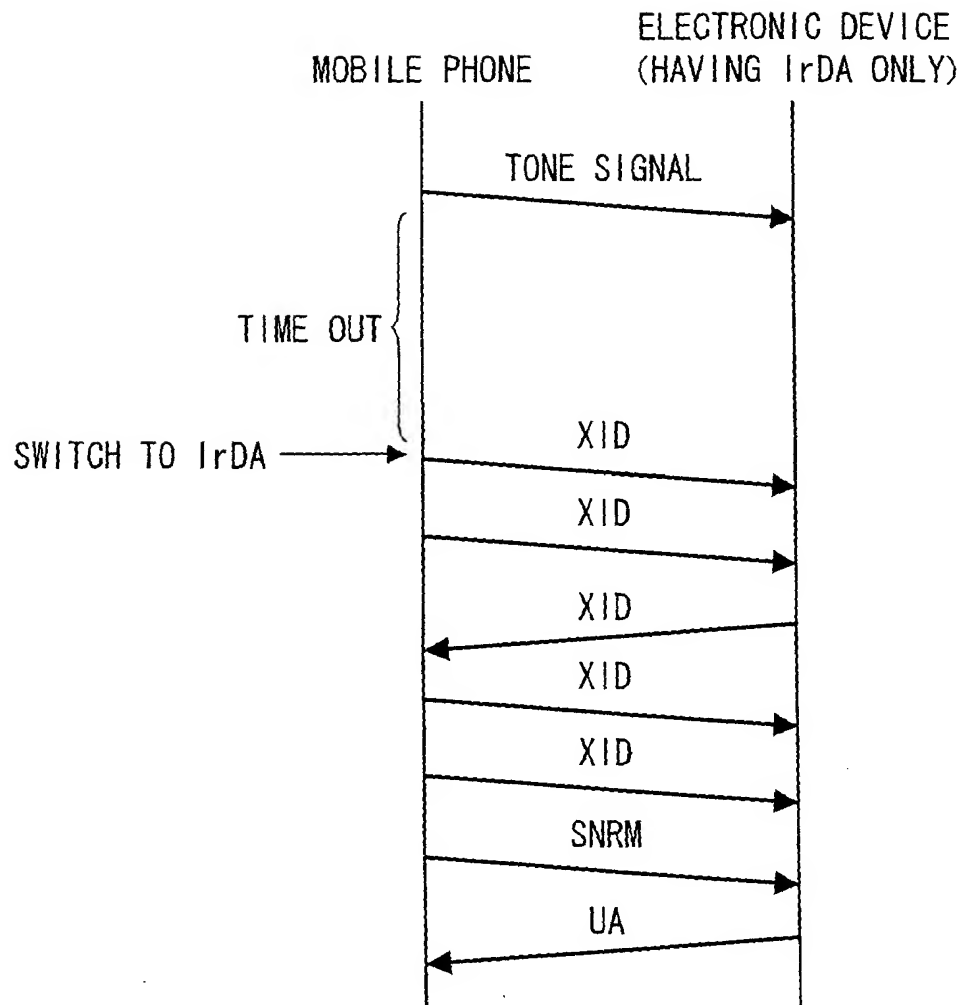 ELECTRONIC DEVICE
MOBILE PHONE
(HAVING IrDA ONLY)
TONE SIGNAL
TIME OUT
XID
SWITCH TO IrDA
XID
XID
XID
XID
SNRM
UA